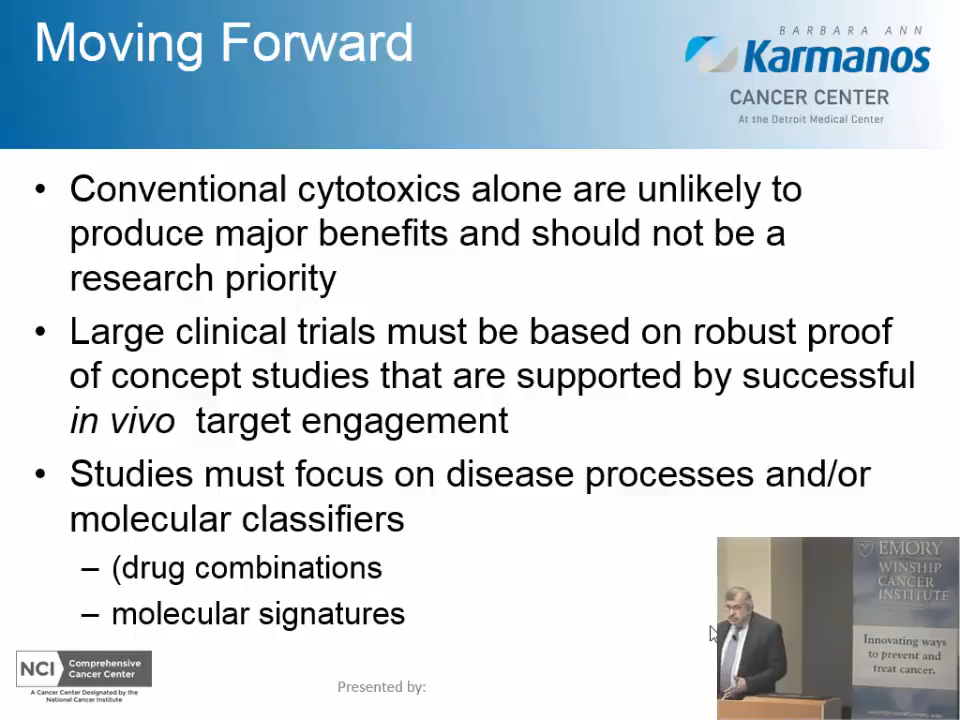 Moving Forward
BARBARA ANN
Karmanos
CANCER CENTER
At the Detroit Medical Center
• Conventional cytotoxics alone are unlikely to
produce major benefits and should not be a
research priority
• Large clinical trials must be based on robust proof
of concept studies that are supported by successful
in vivo target engagement
• Studies must focus on disease processes and/or
molecular classifiers
– (drug combinations
– molecular signatures
EMORY
WINSHIP
CANCER
INSTITUTE
Innovating ways
to prevent and
treat cancer.
NCI
Comprehensive
Cancer Center
A Cancer Center Designated by the
National Cancer Institute
Presented by: